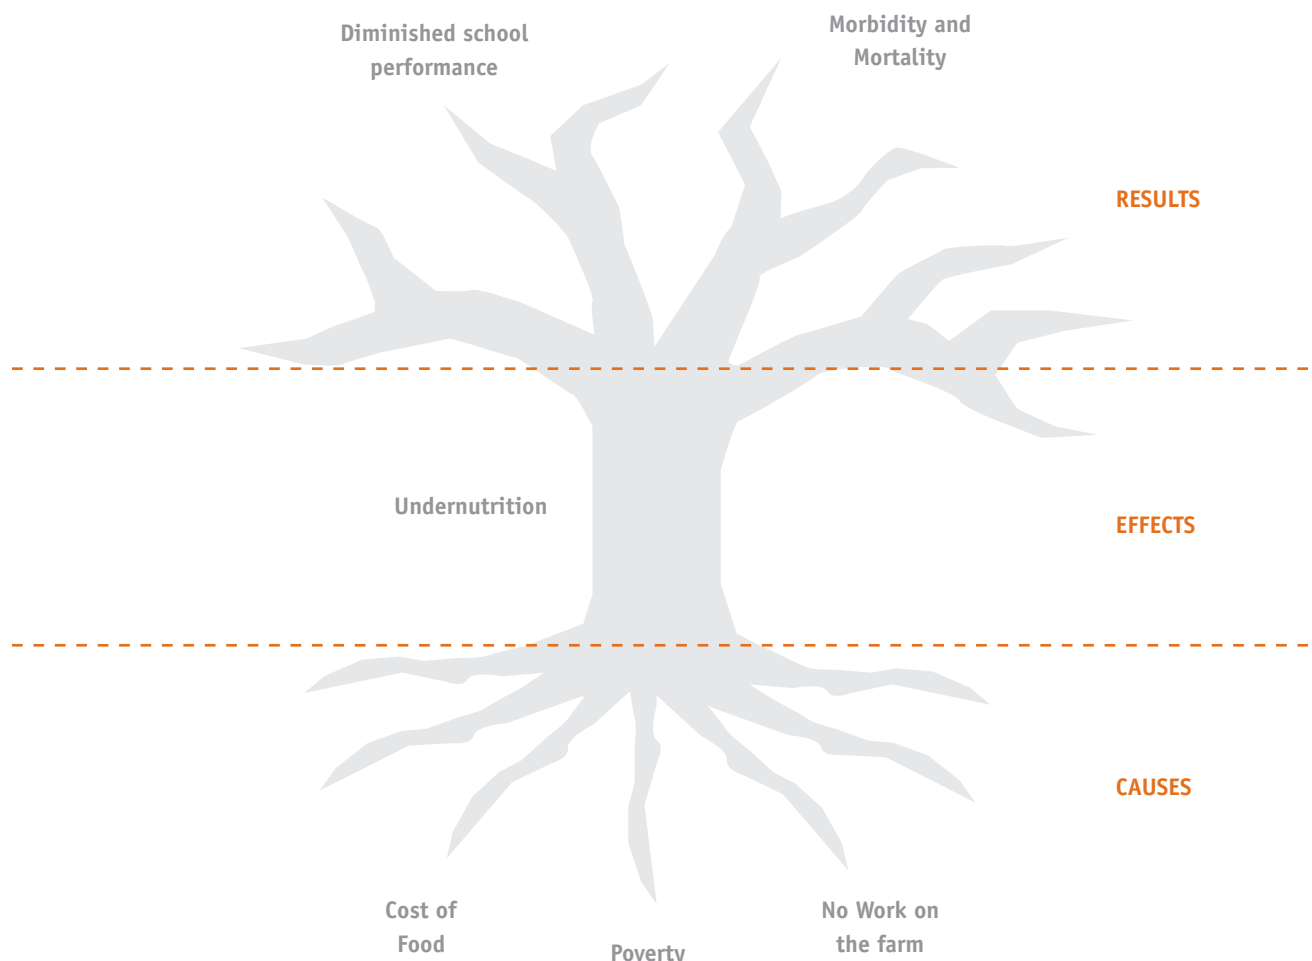 Diminished school
performance
Morbidity and
Mortality
RESULTS
Undernutrition
EFFECTS
CAUSES
Cost of
Food
Poverty
No Work on
the farm